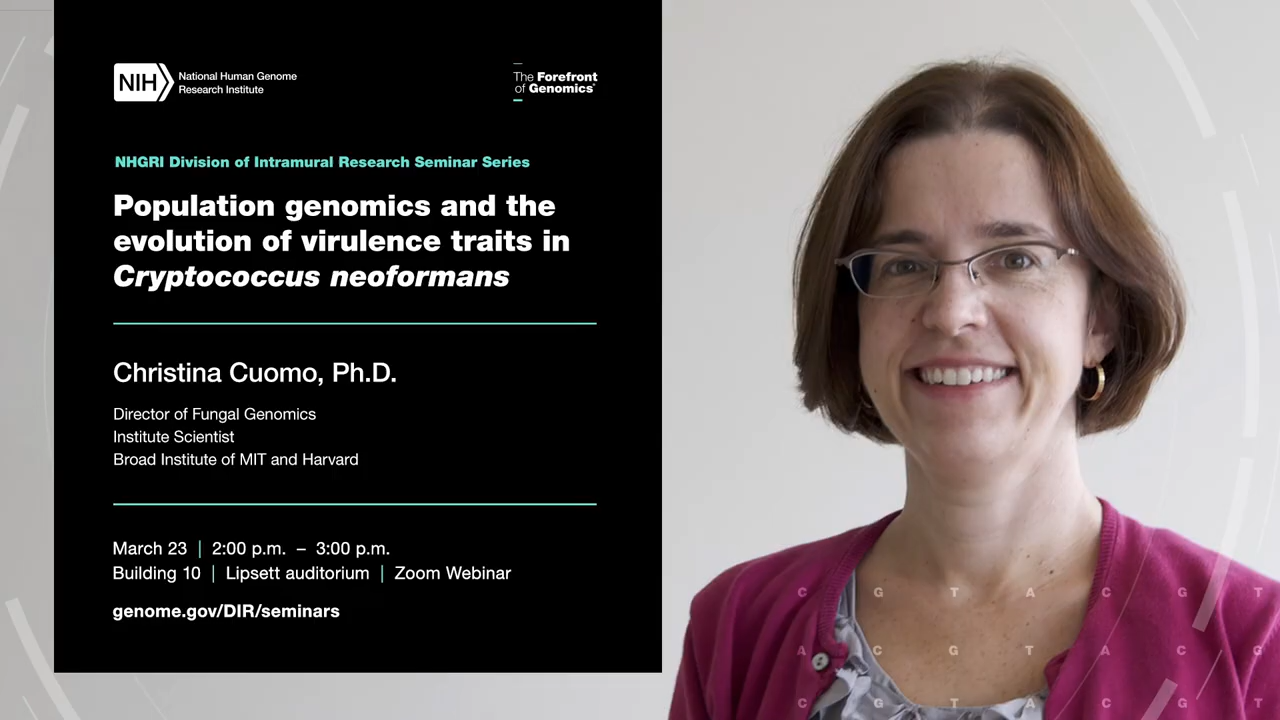 NIH National Human Genome
Research Institute
The Forefront
of Genomics®
NHGRI Division of Intramural Research Seminar Series
Population genomics and the
evolution of virulence traits in
Cryptococcus neoformans
Christina Cuomo, Ph.D.
Director of Fungal Genomics
Institute Scientist
Broad Institute of MIT and Harvard
March 23 | 2:00 p.m. – 3:00 p.m.
Building 10 | Lipsett auditorium | Zoom Webinar
genome.gov/DIR/seminars
C G T A C G T
A C G T A C G
C G T A C G T